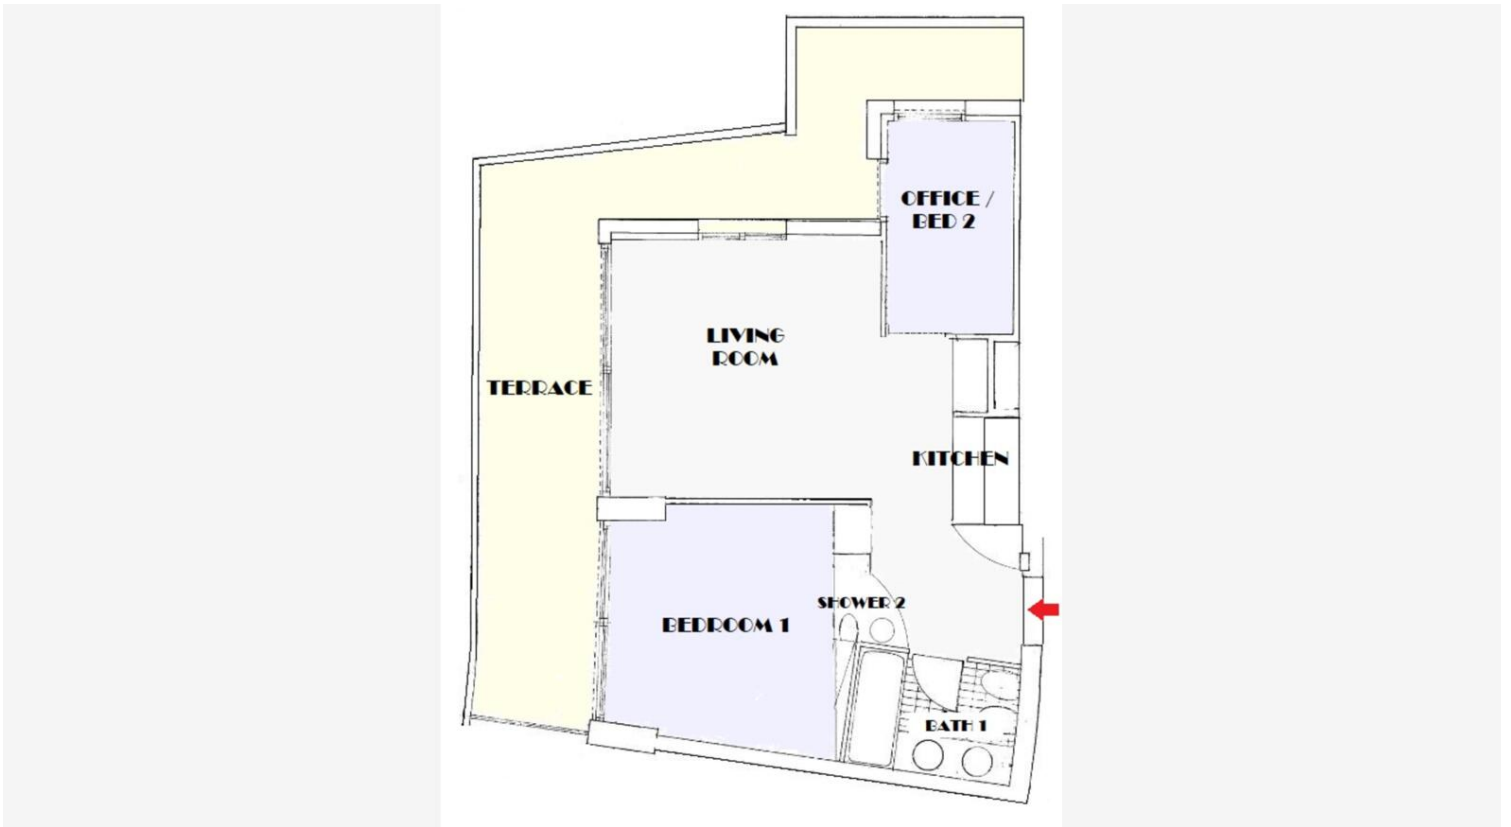 OFFICE /
BED 2
LIVING
ROOM
TERRACE
KITCHEN
SHOWER 2
BEDROOM 1
BATH 1